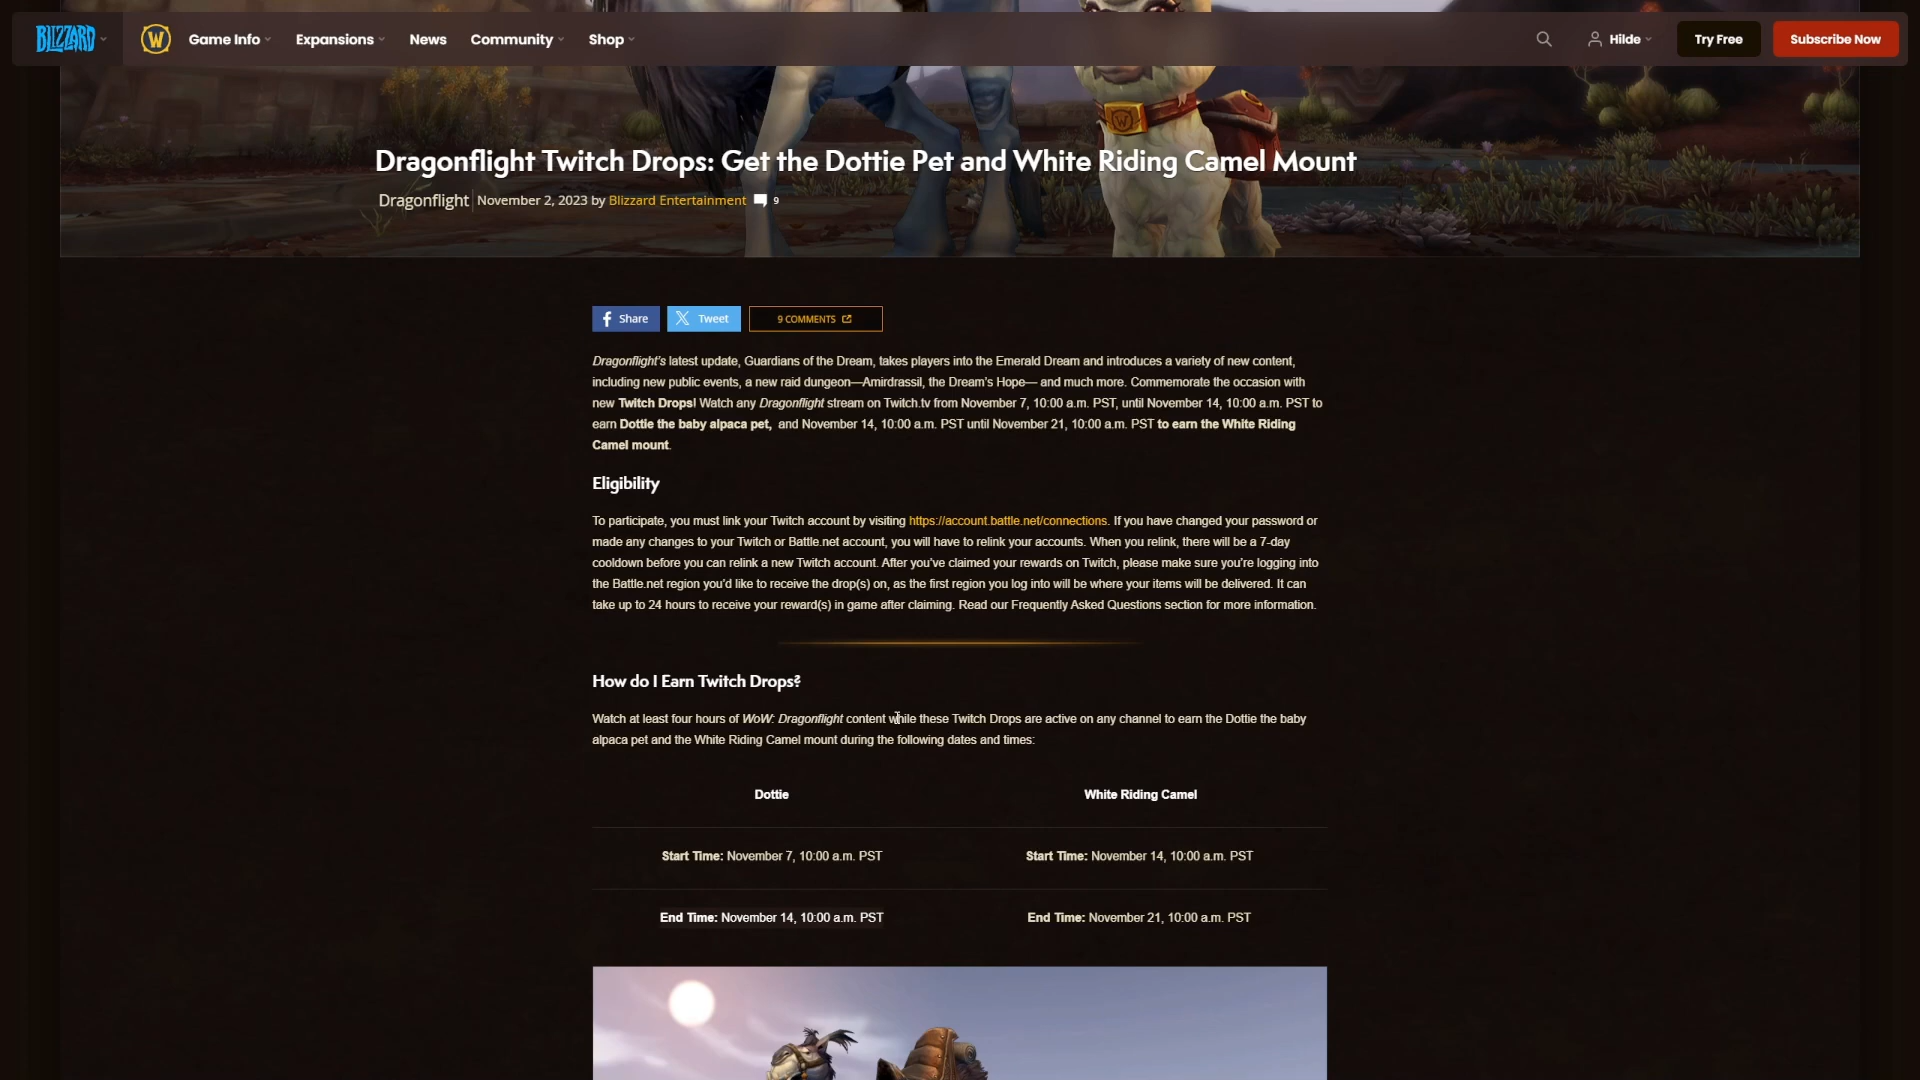 BLIZZARD
W
Game Info
Expansions
News
Community
Shop
Hilde
Try Free
Subscribe Now
W
Dragonflight Twitch Drops: Get the Dottie Pet and White Riding Camel Mount
Dragonflight November 2, 2023 by Blizzard Entertainment 9
Share
Tweet
9 COMMENTS
Dragonflight's latest update, Guardians of the Dream, takes players into the Emerald Dream and introduces a variety of new content,
including new public events, a new raid dungeon—Amirdrassil, the Dream's Hope— and much more. Commemorate the occasion with
new Twitch Drops! Watch any Dragonflight stream on Twitch.tv from November 7, 10:00 a.m. PST, until November 14, 10:00 a.m. PST to
earn Dottie the baby alpaca pet, and November 14, 10:00 a.m. PST until November 21, 10:00 a.m. PST to earn the White Riding
Camel mount.
Eligibility
To participate, you must link your Twitch account by visiting https://account.battle.net/connections. If you have changed your password or
made any changes to your Twitch or Battle.net account, you will have to relink your accounts. When you relink, there will be a 7-day
cooldown before you can relink a new Twitch account. After you've claimed your rewards on Twitch, please make sure you're logging into
the Battle.net region you'd like to receive the drop(s) on, as the first region you log into will be where your items will be delivered. It can
take up to 24 hours to receive your reward(s) in game after claiming. Read our Frequently Asked Questions section for more information.
How do I Earn Twitch Drops?
Watch at least four hours of WoW: Dragonflight content while these Twitch Drops are active on any channel to earn the Dottie the baby
alpaca pet and the White Riding Camel mount during the following dates and times:
Dottie
White Riding Camel
Start Time: November 7, 10:00 a.m. PST
Start Time: November 14, 10:00 a.m. PST
End Time: November 14, 10:00 a.m. PST
End Time: November 21, 10:00 a.m. PST